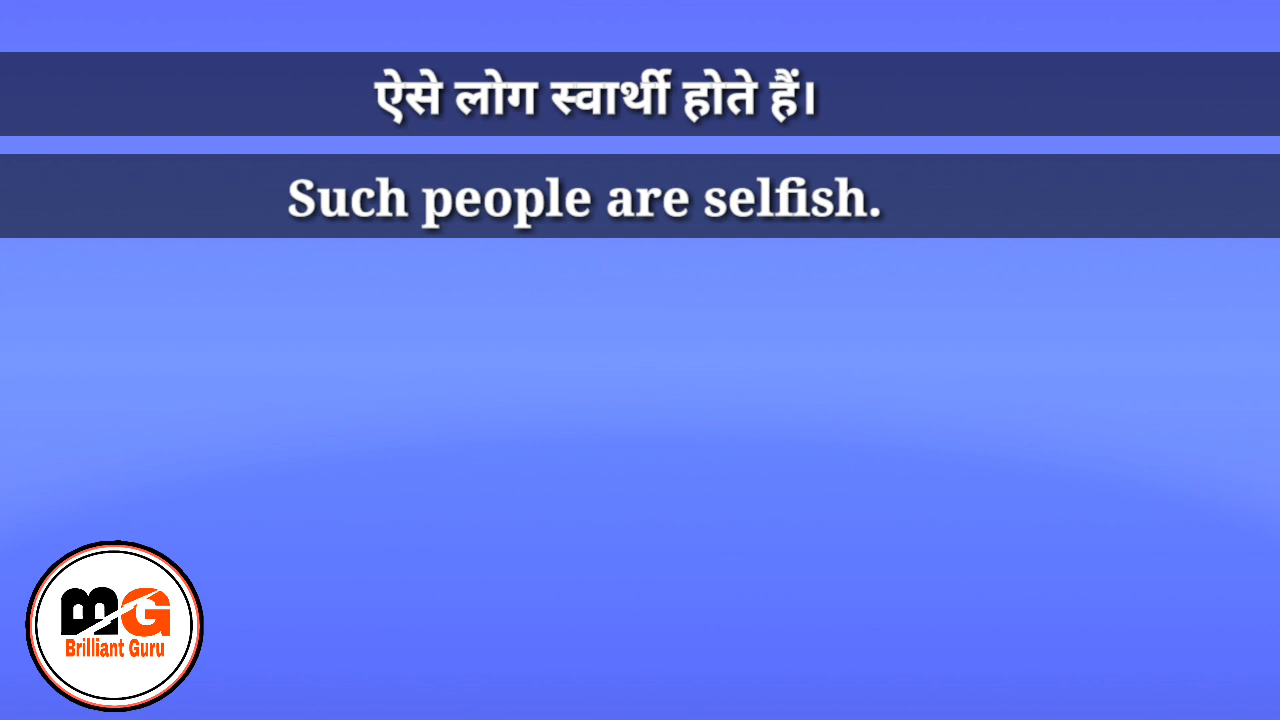 ऐसे लोग स्वार्थी होते हैं।
Such people are selfish.
BG
Brilliant Guru